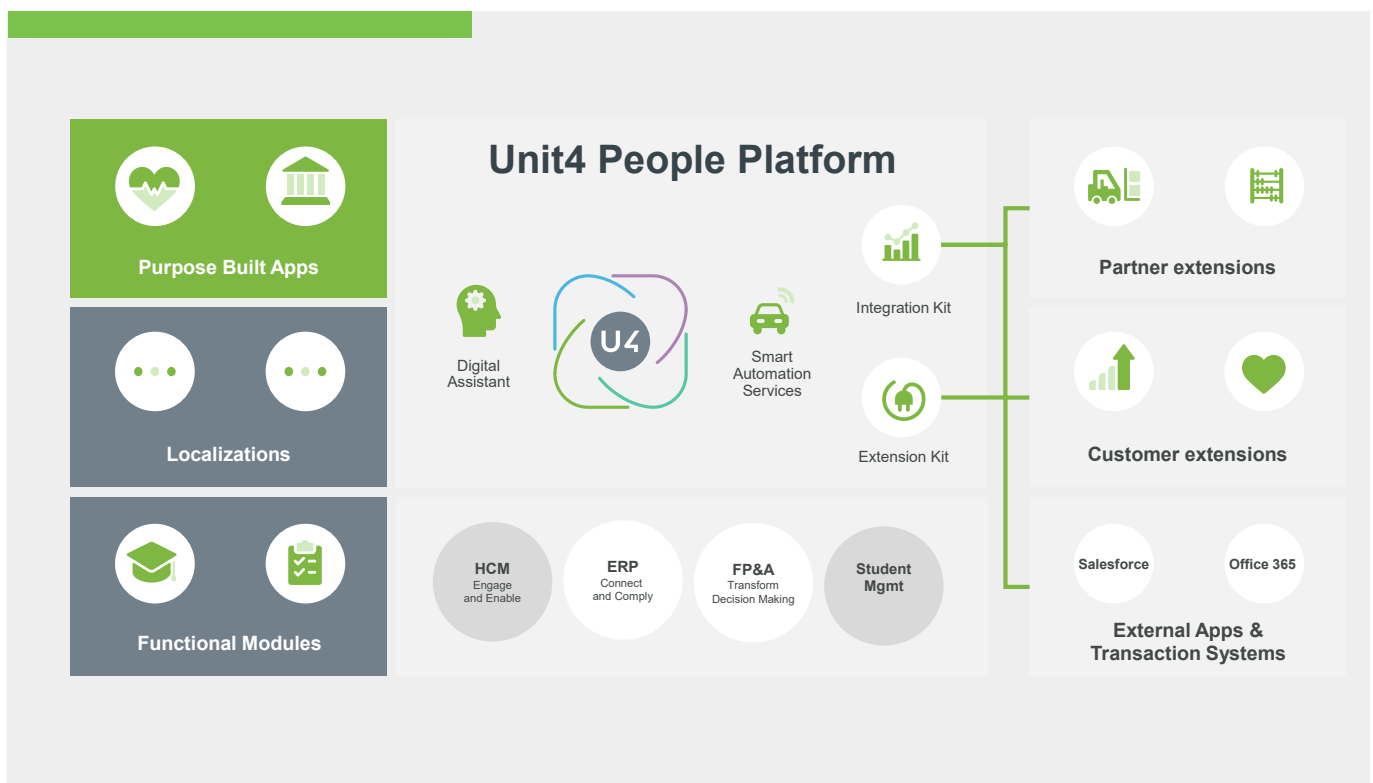 Unit4 People Platform
Purpose Built Apps
Localizations
Functional Modules
Digital
Assistant
U4
Smart
Automation
Services
Integration Kit
Extension Kit
HCM
Engage
and Enable
ERP
Connect
and Comply
FP&A
Transform
Decision Making
Student
Mgmt
Partner extensions
Customer extensions
Salesforce
Office 365
External Apps &
Transaction Systems